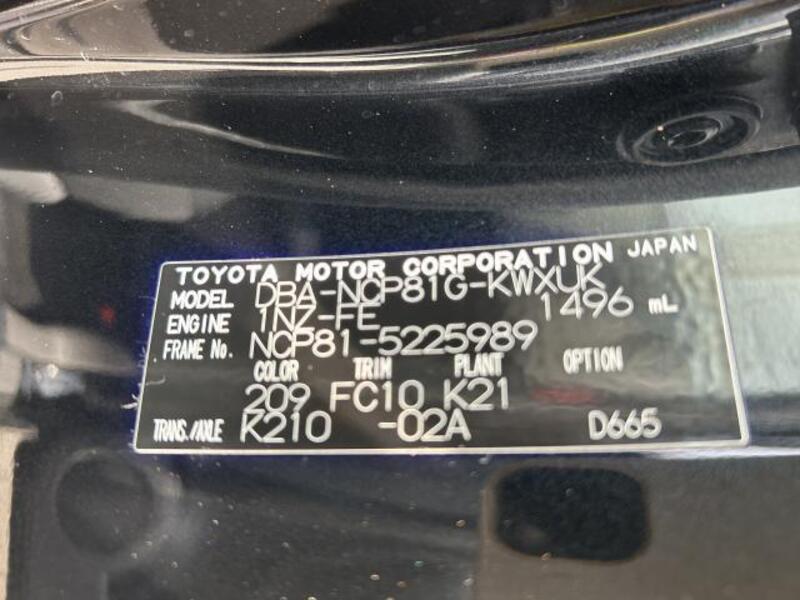 TOYOTA MOTOR CORPORATION JAPAN
MODEL DBA-NCP81G-KWXUK
ENGINE 1NZ-FE 1496 mL
FRAME No. NCP81-5225989
COLOR TRIM PLANT OPTION
209 FC10 K21
TRANS./AXLE K210 -02A D665